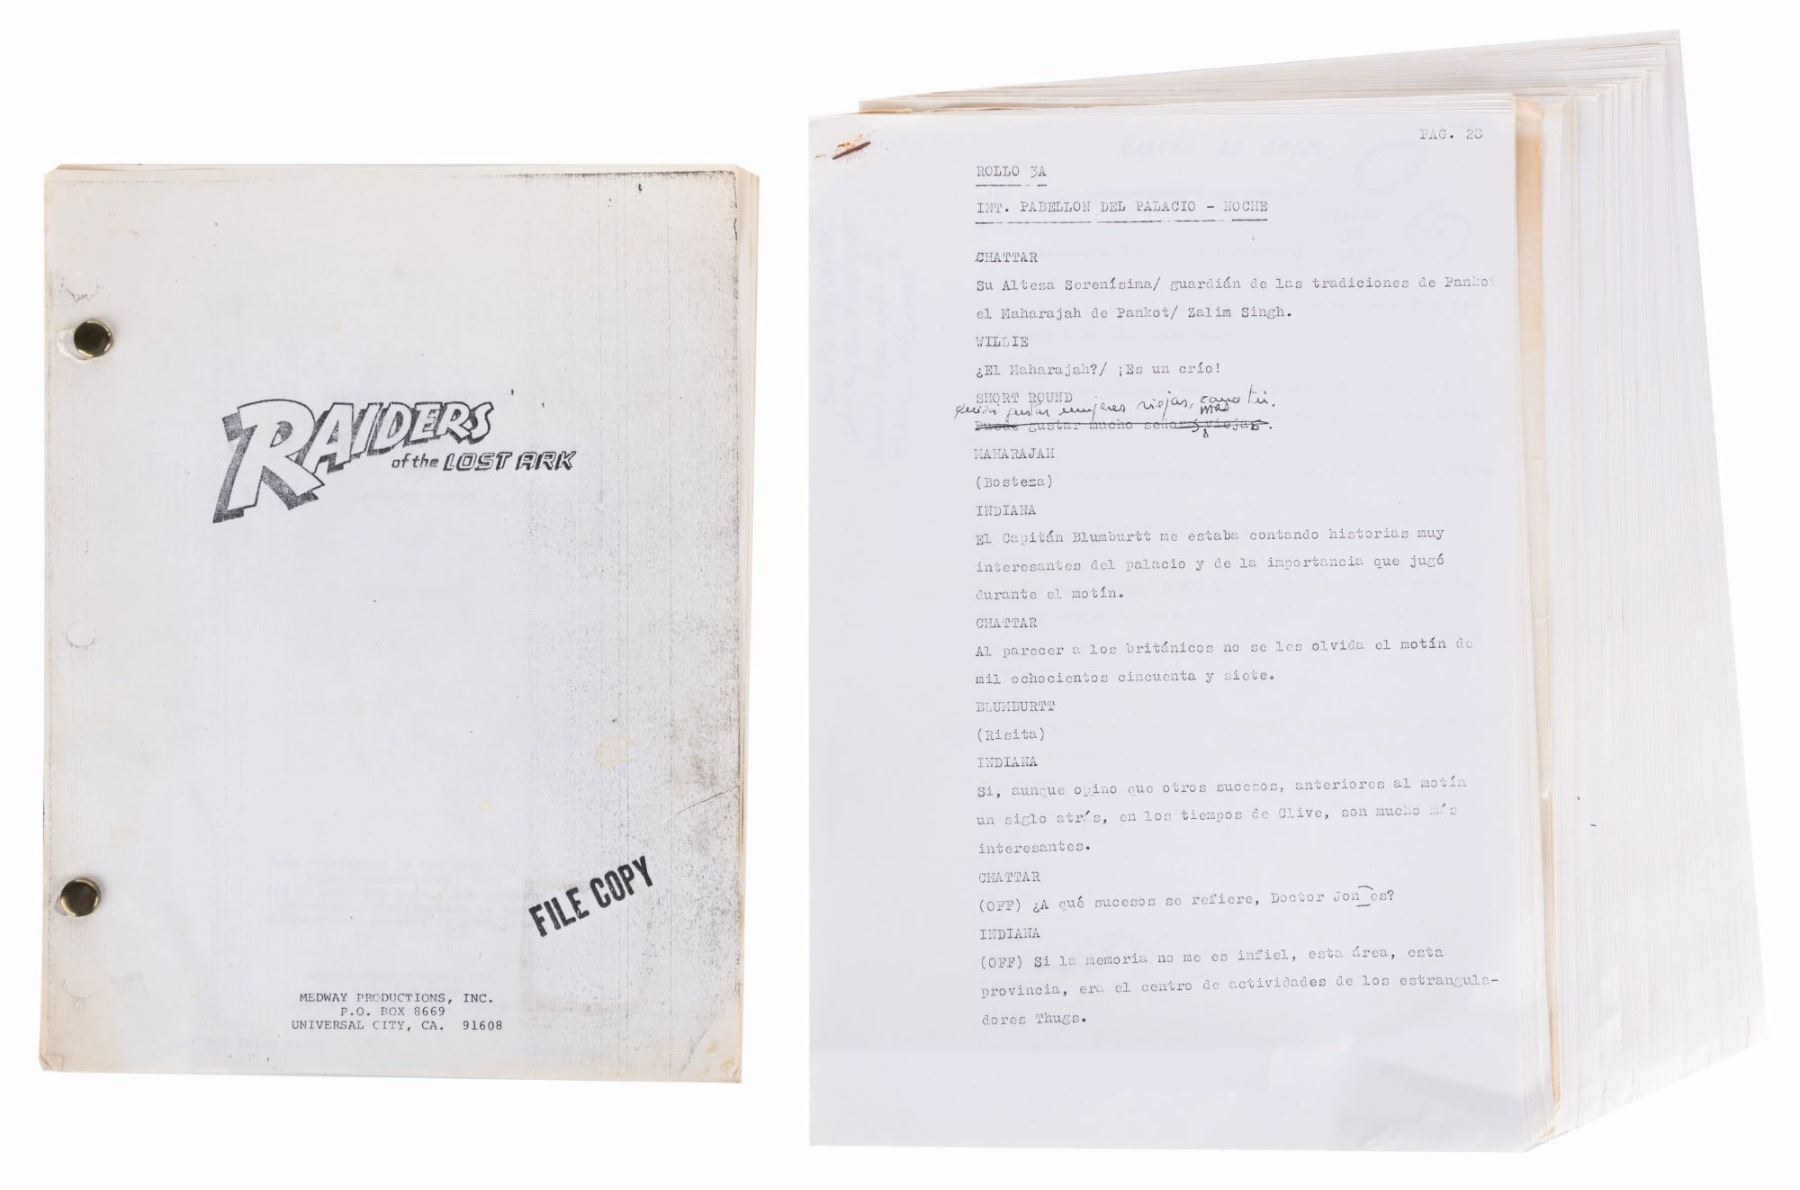 RAIDERS
of the LOST ARK
FILE COPY
MEDWAY PRODUCTIONS, INC.
P.O. BOX 8669
UNIVERSAL CITY, CA. 91608
PAG. 28
ROLLO 3A
INT. PABELLON DEL PALACIO - NOCHE
CHATTAR
Su Alteza Serenísima/ guardián de las tradiciones de Pankot
el Maharajah de Pankot/ Zalim Singh.
WILLIE
¿El Maharajah?/ ¡Es un crío!
SHORT ROUND
gustar mujeres viejas, como tú.
más
Puede gustar mucho señoras viejas.
MAHARAJAH
(Bosteza)
INDIANA
El Capitán Blumburtt me estaba contando historias muy
interesantes del palacio y de la importancia que jugó
durante el motín.
CHATTAR
Al parecer a los británicos no se les olvida el motín de
mil ochocientos cincuenta y siete.
BLUMBURTT
(Risita)
INDIANA
Si, aunque opino que otros sucesos, anteriores al motín
un siglo atrás, en los tiempos de Clive, son mucho más
interesantes.
CHATTAR
(OFF) ¿A qué sucesos se refiere, Doctor Jones?
INDIANA
(OFF) Si la memoria no me es infiel, esta área, esta
provincia, era el centro de actividades de los estrangula-
dores Thugs.